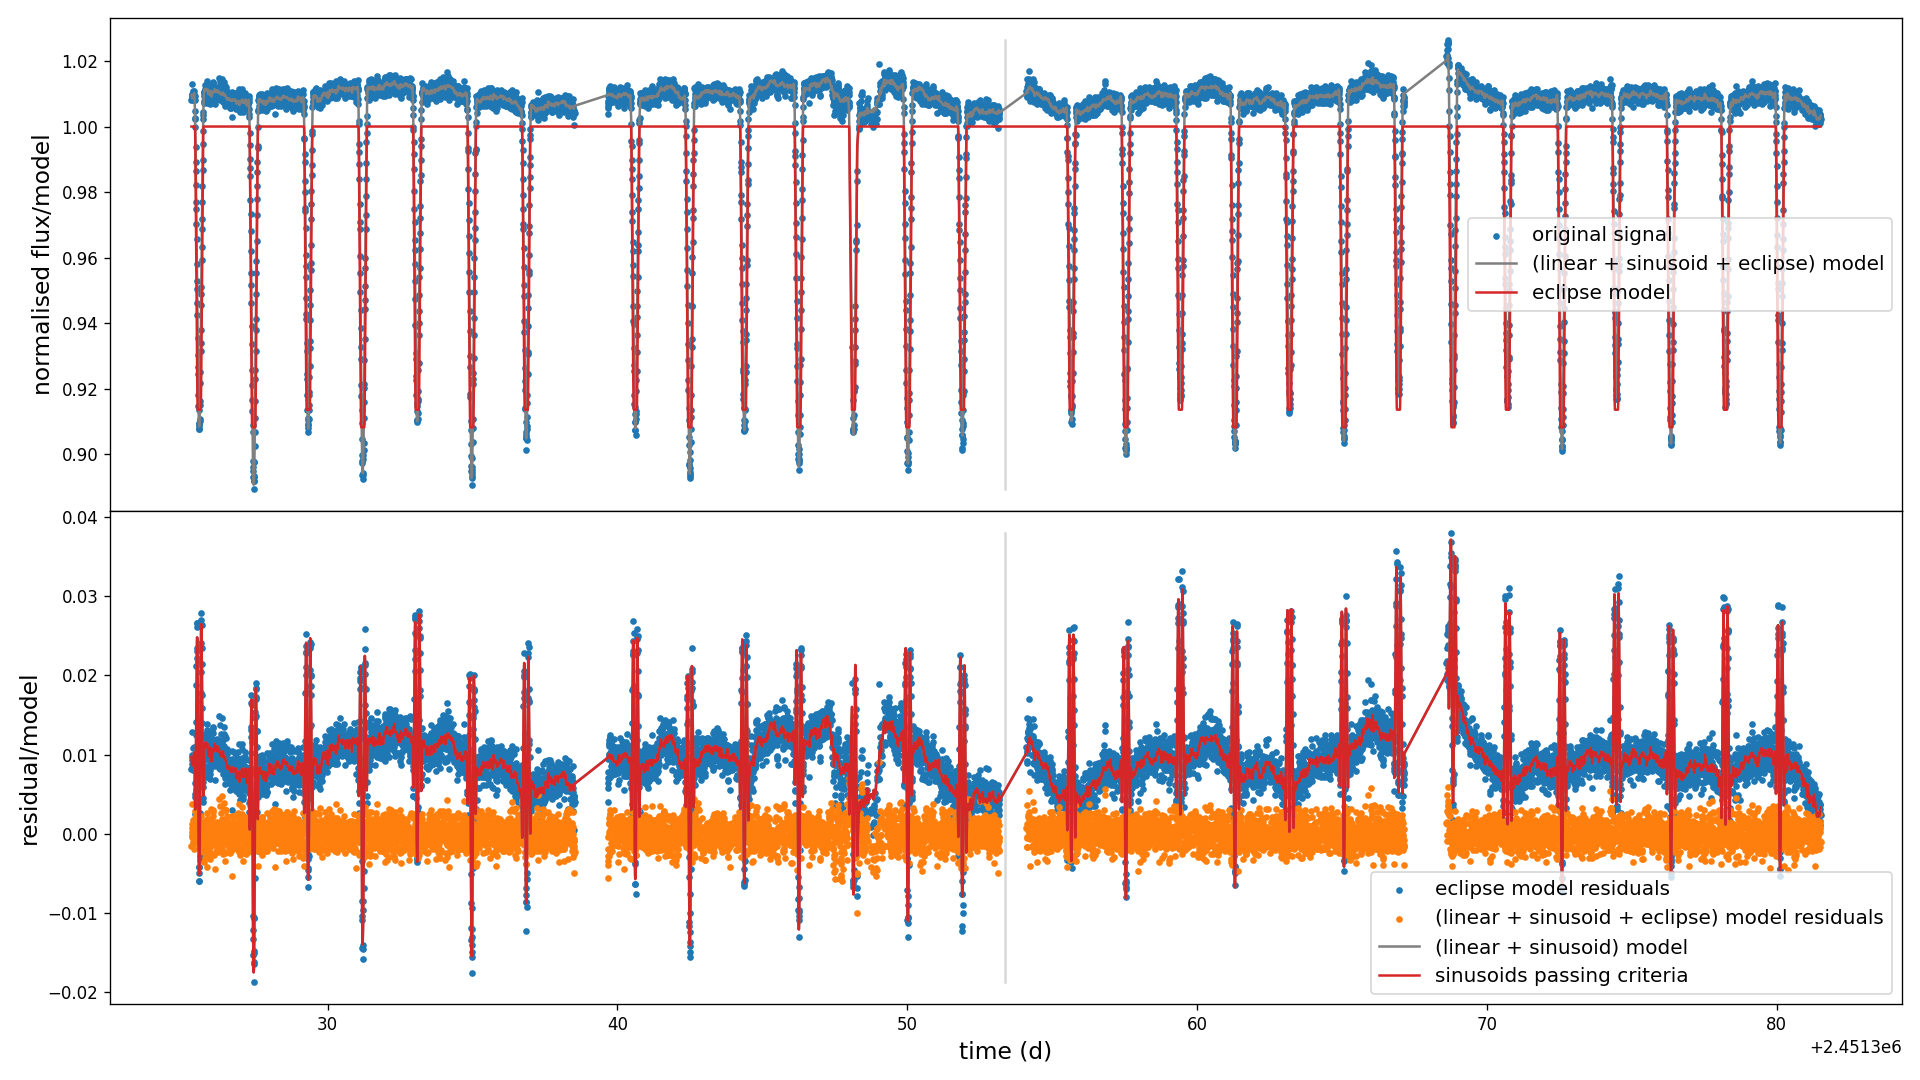 1.02
1.00
0.98
0.96
0.94
0.92
0.90
normalised flux/model
original signal
(linear + sinusoid + eclipse) model
eclipse model
0.04
0.03
0.02
0.01
0.00
−0.01
−0.02
residual/model
eclipse model residuals
(linear + sinusoid + eclipse) model residuals
(linear + sinusoid) model
sinusoids passing criteria
30 40 50 60 70 80
time (d)
+2.4513e6